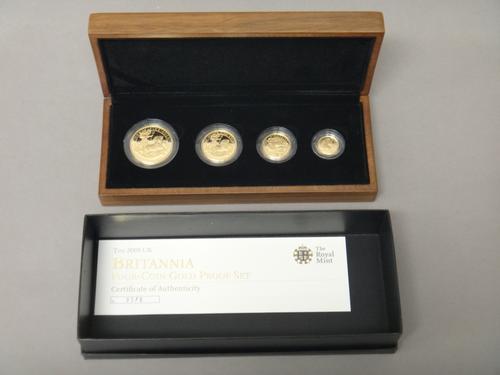 The 2009 UK
Britannia
Four-Coin Gold Proof Set
Certificate of Authenticity
The
Royal
Mint